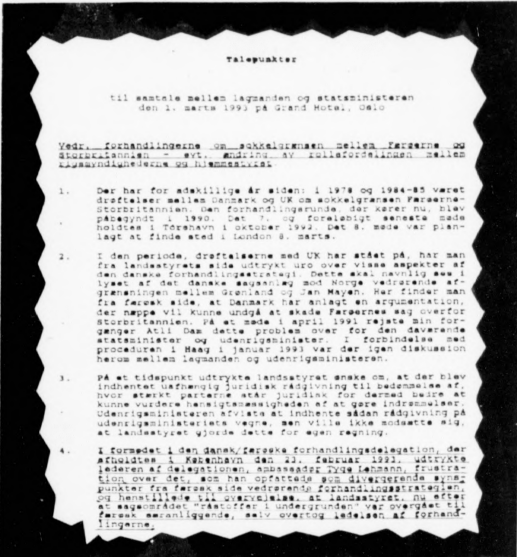 Talepunkter
til samtale mellem lagmanden og statsministeren
den 1. marts 1993 på Grand Hotel, Oslo
Vedr. forhandlingerne om sokkelgrænsen mellem Færøerne og
Storbritannien - evt. ændring av rollefordelingen mellem
rigsmyndighederne og hjemmestyret.
1. Der har for adskillige år siden: i 1978 og 1984-85 været
drøftelser mellem Danmark og UK om sokkelgrænsen Færøerne-
Storbritannien. Den forhandlingsrunde, der kører nu, blev
påbegyndt i 1990. Det 7. og foreløbigt seneste møde
holdtes i Tórshavn i oktober 1992. Det 8. møde var plan-
lagt at finde sted i London 8. marts.
2. I den periode, drøftelserne med UK har stået på, har man
fra landsstyrets side udtrykt uro over visse aspekter af
den danske forhandlingsstrategi. Dette skal navnlig ses i
lyset af det danske sagsanlæg mod Norge vedrørende af-
grænsningen mellem Grønland og Jan Mayen. Her finder man
fra færøsk side, at Danmark har anlagt en argumentation,
der næppe vil kunne undgå at skade Færøernes sag overfor
Storbritannien. På et møde i april 1991 rejste min for-
gænger Atli Dam dette problem over for den daværende
statsminister og udenrigsminister. I forbindelse med
proceduren i Haag i januar 1993 var der igen diskussion
herom mellem lagmanden og udenrigsministeren.
3. På et tidspunkt udtrykte landsstyret ønske om, at der blev
indhentet uafhængig juridisk rådgivning til bedømmelse af,
hvor stærkt parterne står juridisk for dermed bedre at
kunne vurdere hensigtsmæssigheden af at gøre indrømmelser.
Udenrigsministeren afviste at indhente sådan rådgivning på
udenrigsministeriets vegne, men ville ikke modsætte sig,
at landsstyret gjorde dette for egen regning.
4. I formødet i den dansk/færøske forhandlingsdelegation, der
afholdtes i København den 23. februar 1993, udtrykte
lederen af delegationen, ambassadør Tyge Lehmann, frustra-
tion over det, som han opfattede som divergerende syns-
punkter fra færøsk side vedrørende forhandlingsstrategien,
og henstillede til overvejelse, at landsstyret, nu efter
at sagsområdet "råstoffer i undergrunden" var overgået til
færøsk særanliggende, selv overtog ledelsen af forhand-
lingerne.